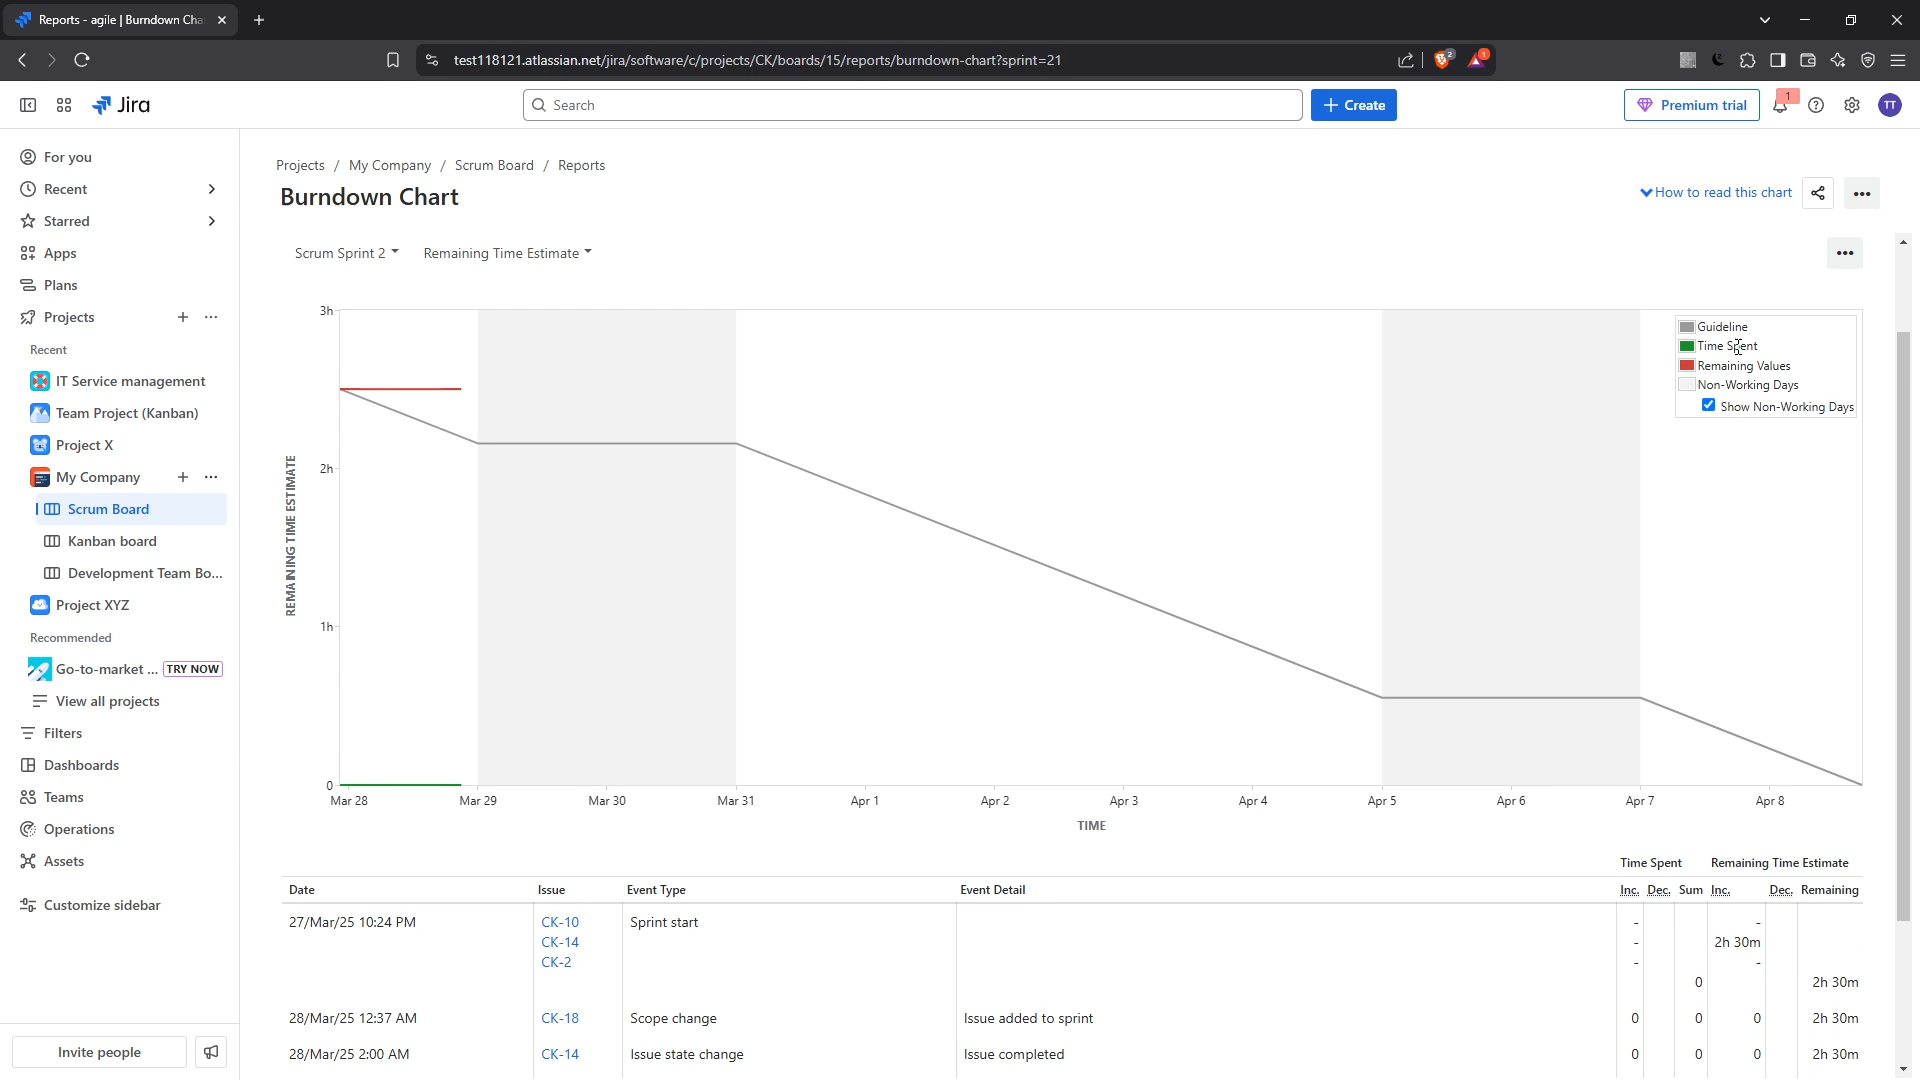 Reports - agile | Burndown Cha
test118121.atlassian.net/jira/software/c/projects/CK/boards/15/reports/burndown-chart?sprint=21
2
1
Jira
Search
Create
Premium trial
1
TT
For you
Recent
Starred
Apps
Plans
Projects
Recent
IT Service management
Team Project (Kanban)
Project X
My Company
Scrum Board
Kanban board
Development Team Bo...
Project XYZ
Recommended
Go-to-market ... TRY NOW
View all projects
Filters
Dashboards
Teams
Operations
Assets
Customize sidebar
Invite people
Projects / My Company / Scrum Board / Reports
Burndown Chart
How to read this chart
Scrum Sprint 2 Remaining Time Estimate
Guideline
Time Spent
Remaining Values
Non-Working Days
Show Non-Working Days
REMAINING TIME ESTIMATE
3h
2h
1h
0
Mar 28 Mar 29 Mar 30 Mar 31 Apr 1 Apr 2 Apr 3 Apr 4 Apr 5 Apr 6 Apr 7 Apr 8
TIME
Time Spent Remaining Time Estimate
Date Issue Event Type Event Detail Inc. Dec. Sum Inc. Dec. Remaining
27/Mar/25 10:24 PM CK-10 Sprint start - -
CK-14 - 2h 30m
CK-2 - -
0 2h 30m
28/Mar/25 12:37 AM CK-18 Scope change Issue added to sprint 0 0 0 2h 30m
28/Mar/25 2:00 AM CK-14 Issue state change Issue completed 0 0 0 2h 30m